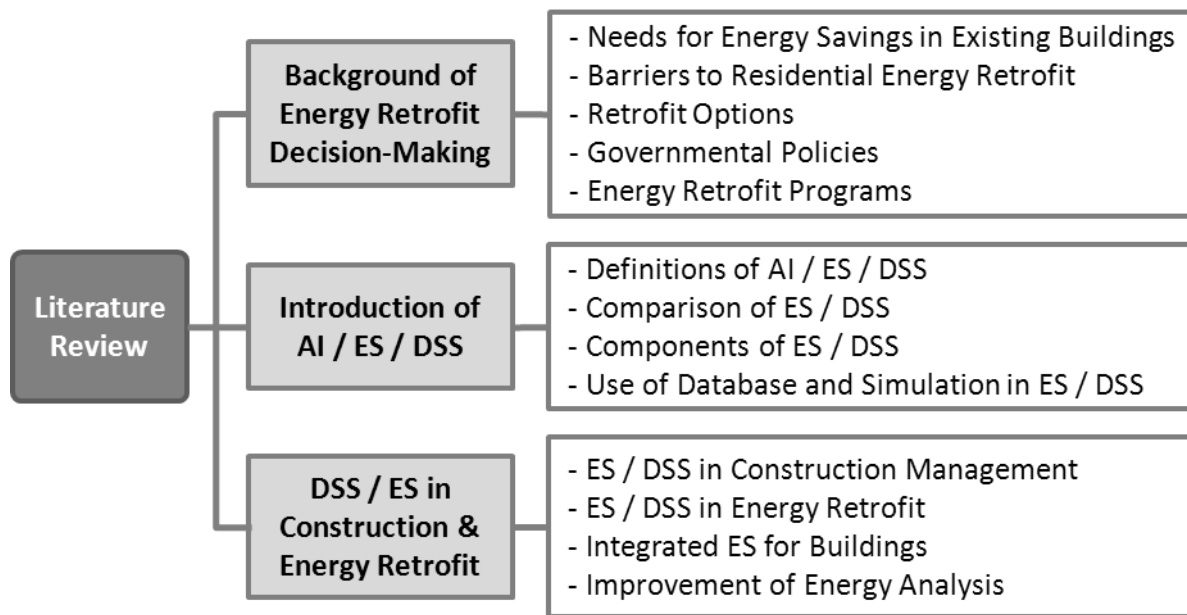 Literature
Review
Background of
Energy Retrofit
Decision-Making
- Needs for Energy Savings in Existing Buildings
- Barriers to Residential Energy Retrofit
- Retrofit Options
- Governmental Policies
- Energy Retrofit Programs
Introduction of
AI / ES / DSS
- Definitions of AI / ES / DSS
- Comparison of ES / DSS
- Components of ES / DSS
- Use of Database and Simulation in ES / DSS
DSS / ES in
Construction &
Energy Retrofit
- ES / DSS in Construction Management
- ES / DSS in Energy Retrofit
- Integrated ES for Buildings
- Improvement of Energy Analysis